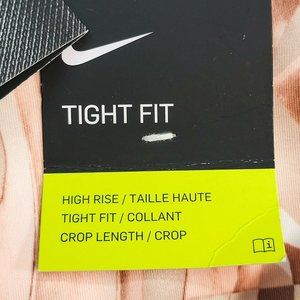 TIGHT FIT
HIGH RISE / TAILLE HAUTE
TIGHT FIT / COLLANT
CROP LENGTH / CROP